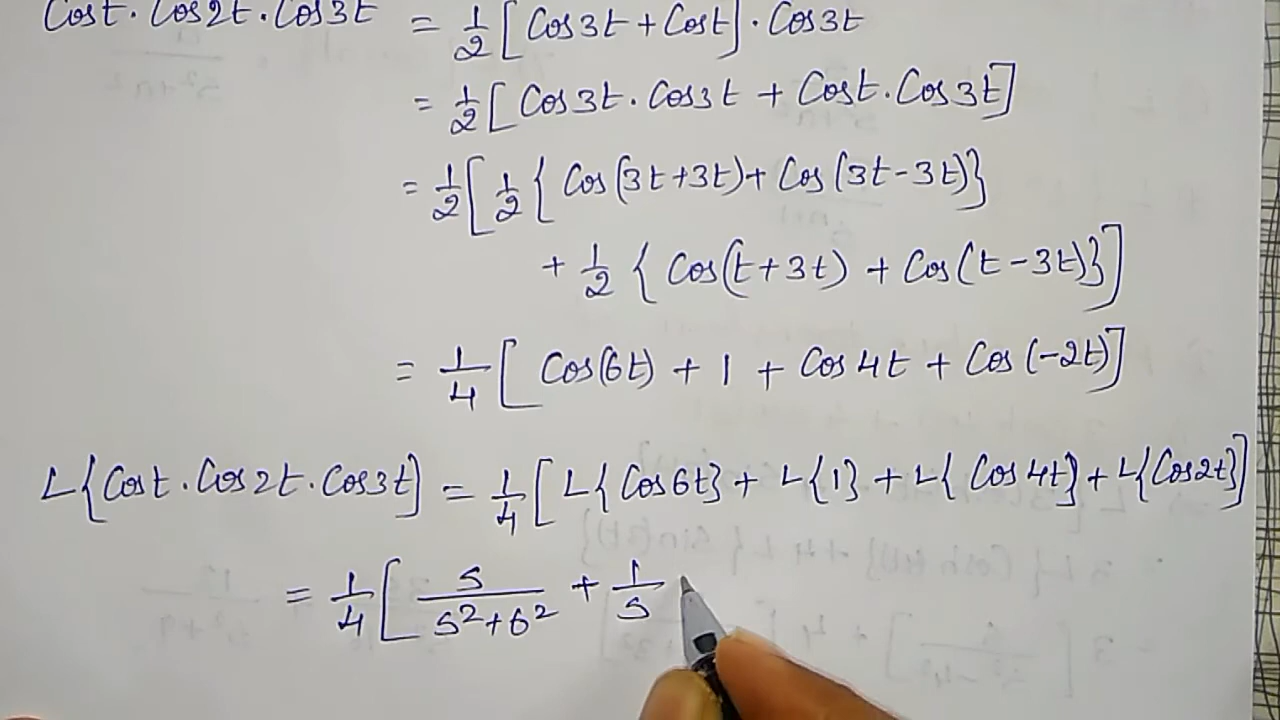 Cost . Cos2t . Cos3t = 1/2 [ Cos3t + Cost ] . Cos3t
= 1/2 [ Cos3t . Cos3t + Cost . Cos3t ]
= 1/2 [ 1/2 { Cos(3t+3t) + Cos(3t-3t) }
+ 1/2 { Cos(t+3t) + Cos(t-3t) } ]
= 1/4 [ Cos(6t) + 1 + Cos4t + Cos(-2t) ]
L{Cost . Cos2t . Cos3t} = 1/4 [ L{Cos6t} + L{1} + L{Cos4t} + L{Cos2t} ]
= 1/4 [ s/(s²+6²) + 1/s